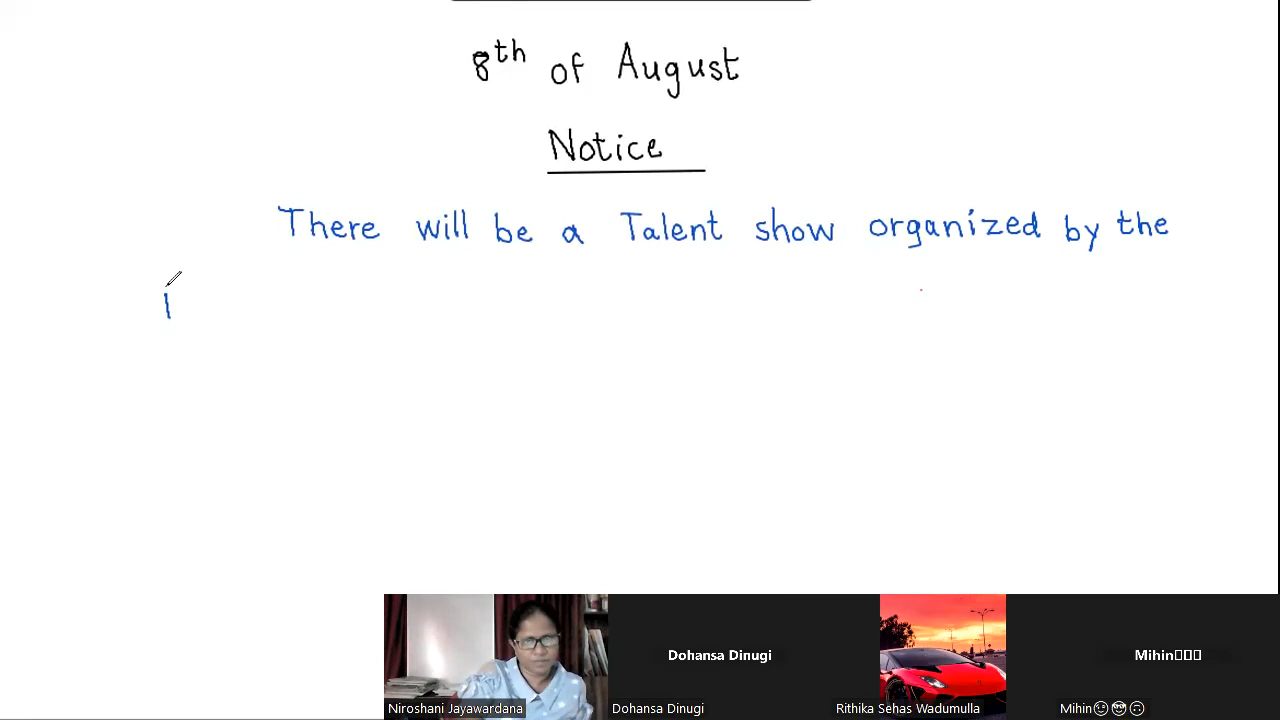 8th of August
Notice
There will be a Talent show organized by the
Dohansa Dinugi
Mihin
Niroshani Jayawardana
Dohansa Dinugi
Rithika Sehas Wadumulla
Mihin😉😎🙃